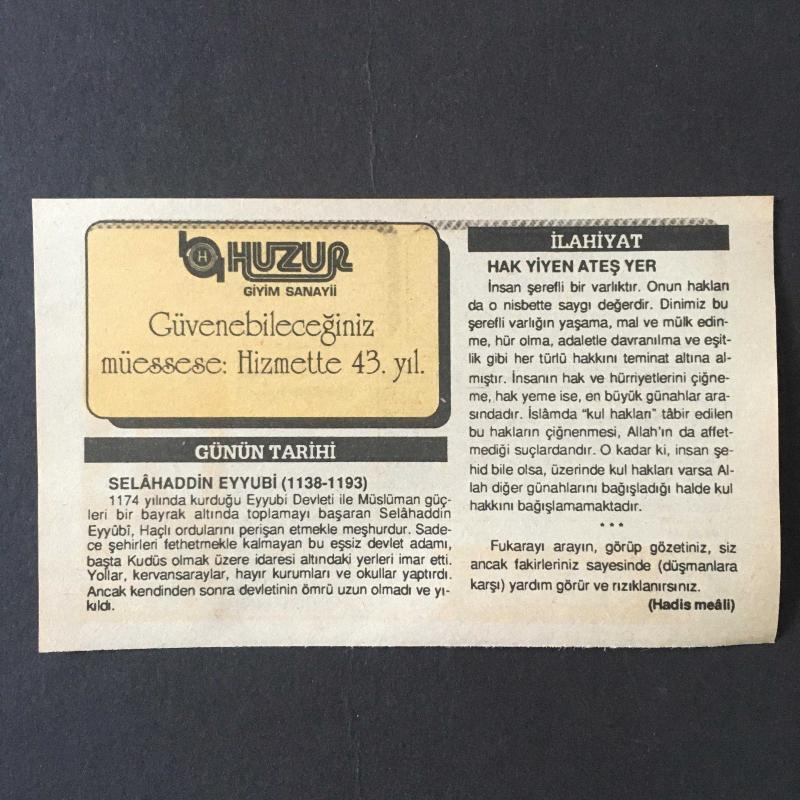 H HUZUR
GİYİM SANAYİİ
Güvenebileceğiniz
müessese: Hizmette 43. yıl.
GÜNÜN TARİHİ
SELÂHADDİN EYYUBİ (1138-1193)
1174 yılında kurduğu Eyyubi Devleti ile Müslüman güç-
leri bir bayrak altında toplamayı başaran Selâhaddin
Eyyûbî, Haçlı ordularını perişan etmekle meşhurdur. Sade-
ce şehirleri fethetmekle kalmayan bu eşsiz devlet adamı,
başta Kudüs olmak üzere idaresi altındaki yerleri imar etti.
Yollar, kervansaraylar, hayır kurumları ve okullar yaptırdı.
Ancak kendinden sonra devletinin ömrü uzun olmadı ve yı-
kıldı.
İLAHİYAT
HAK YİYEN ATEŞ YER
İnsan şerefli bir varlıktır. Onun hakları
da o nisbette saygı değerdir. Dinimiz bu
şerefli varlığın yaşama, mal ve mülk edin-
me, hür olma, adaletle davranılma ve eşit-
lik gibi her türlü hakkını teminat altına al-
mıştır. İnsanın hak ve hürriyetlerini çiğne-
me, hak yeme ise, en büyük günahlar ara-
sındadır. İslâmda "kul hakları" tâbir edilen
bu hakların çiğnenmesi, Allah'ın da affet-
mediği suçlardandır. O kadar ki, insan şe-
hid bile olsa, üzerinde kul hakları varsa Al-
lah diğer günahlarını bağışladığı halde kul
hakkını bağışlamamaktadır.
***
Fukarayı arayın, görüp gözetiniz, siz
ancak fakirleriniz sayesinde (düşmanlara
karşı) yardım görür ve rızıklanırsınız.
(Hadis meâli)